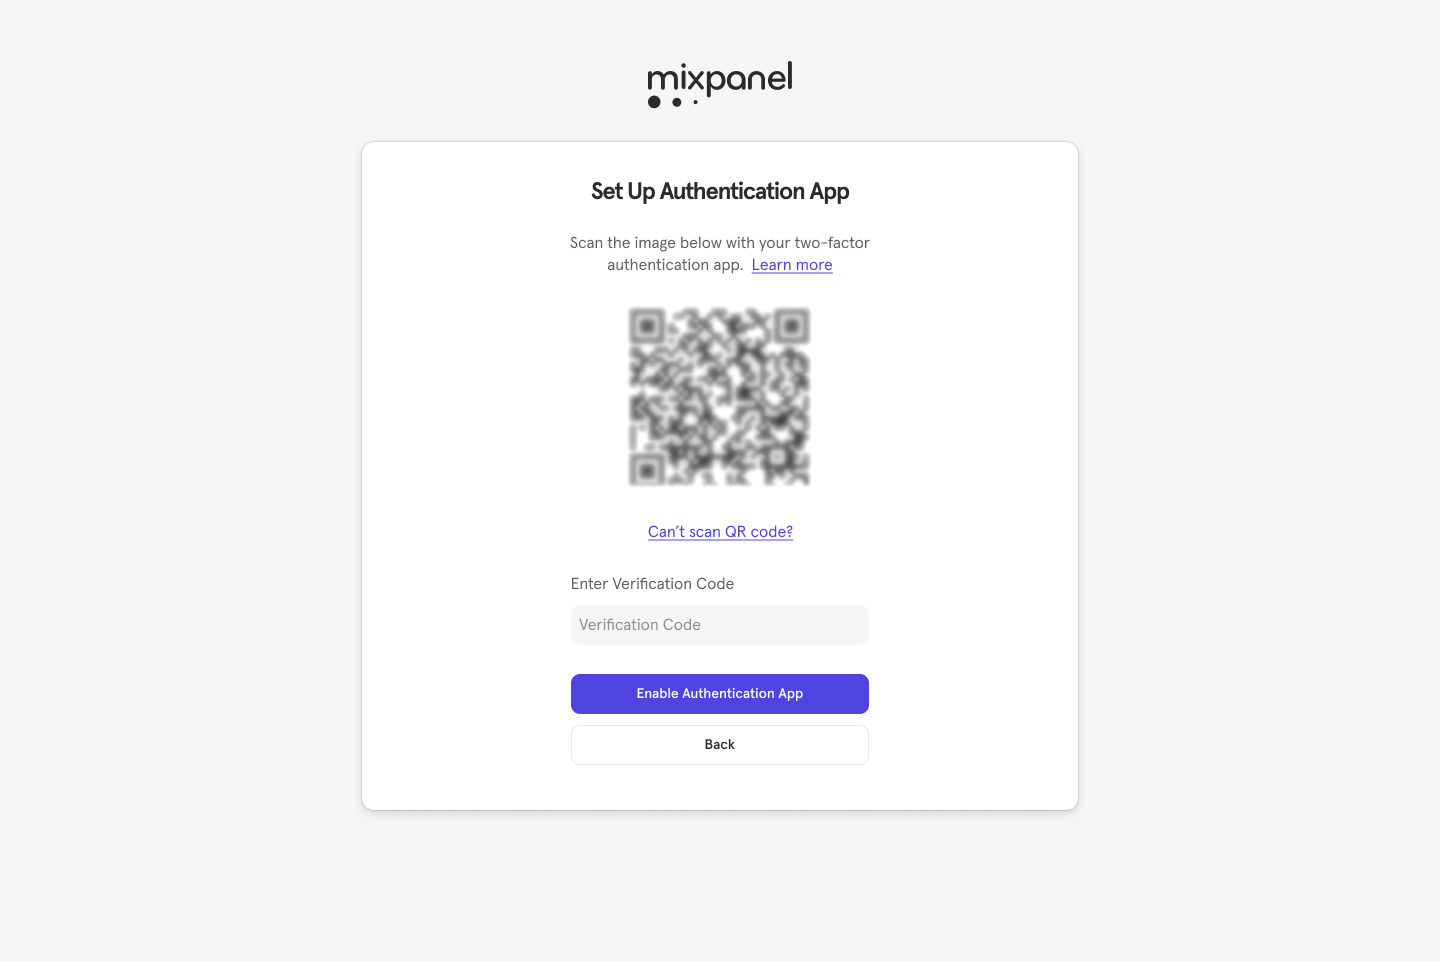 mixpanel
Set Up Authentication App
Scan the image below with your two-factor
authentication app. Learn more
Can’t scan QR code?
Enter Verification Code
Verification Code
Enable Authentication App
Back